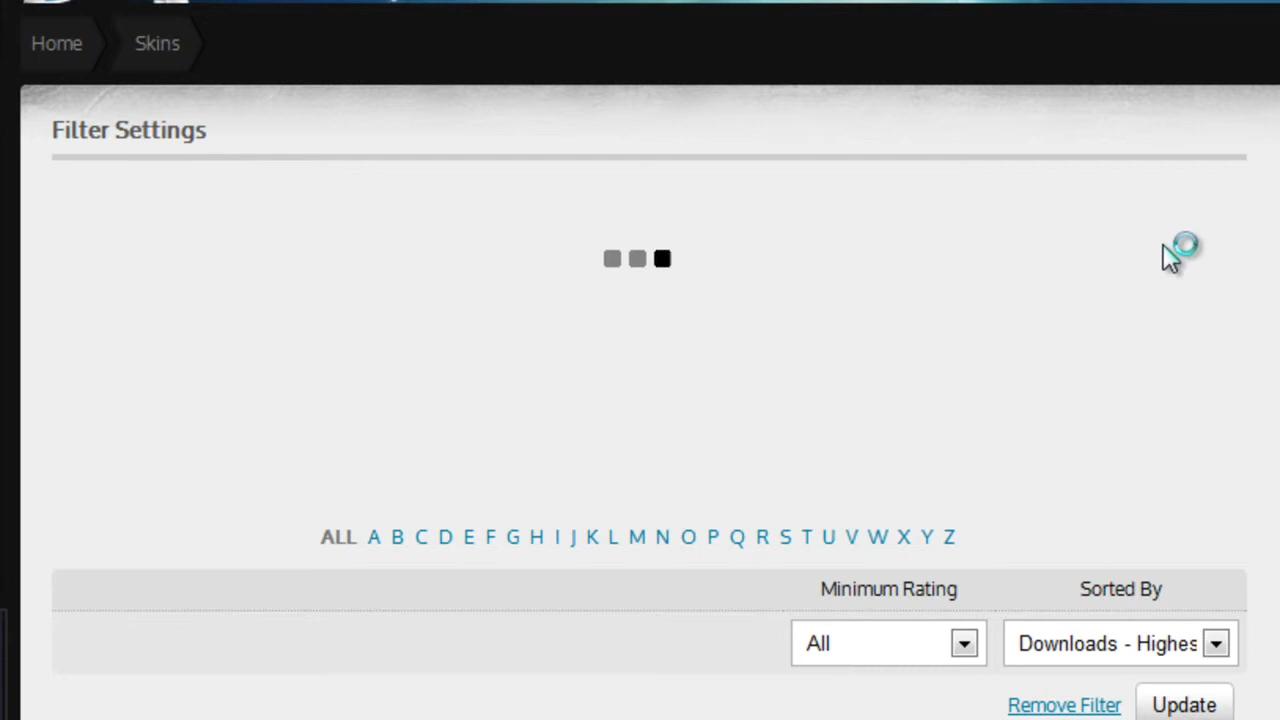 Home Skins
Filter Settings
ALL A B C D E F G H I J K L M N O P Q R S T U V W X Y Z
Minimum Rating Sorted By
All Downloads - Highes
Remove Filter Update